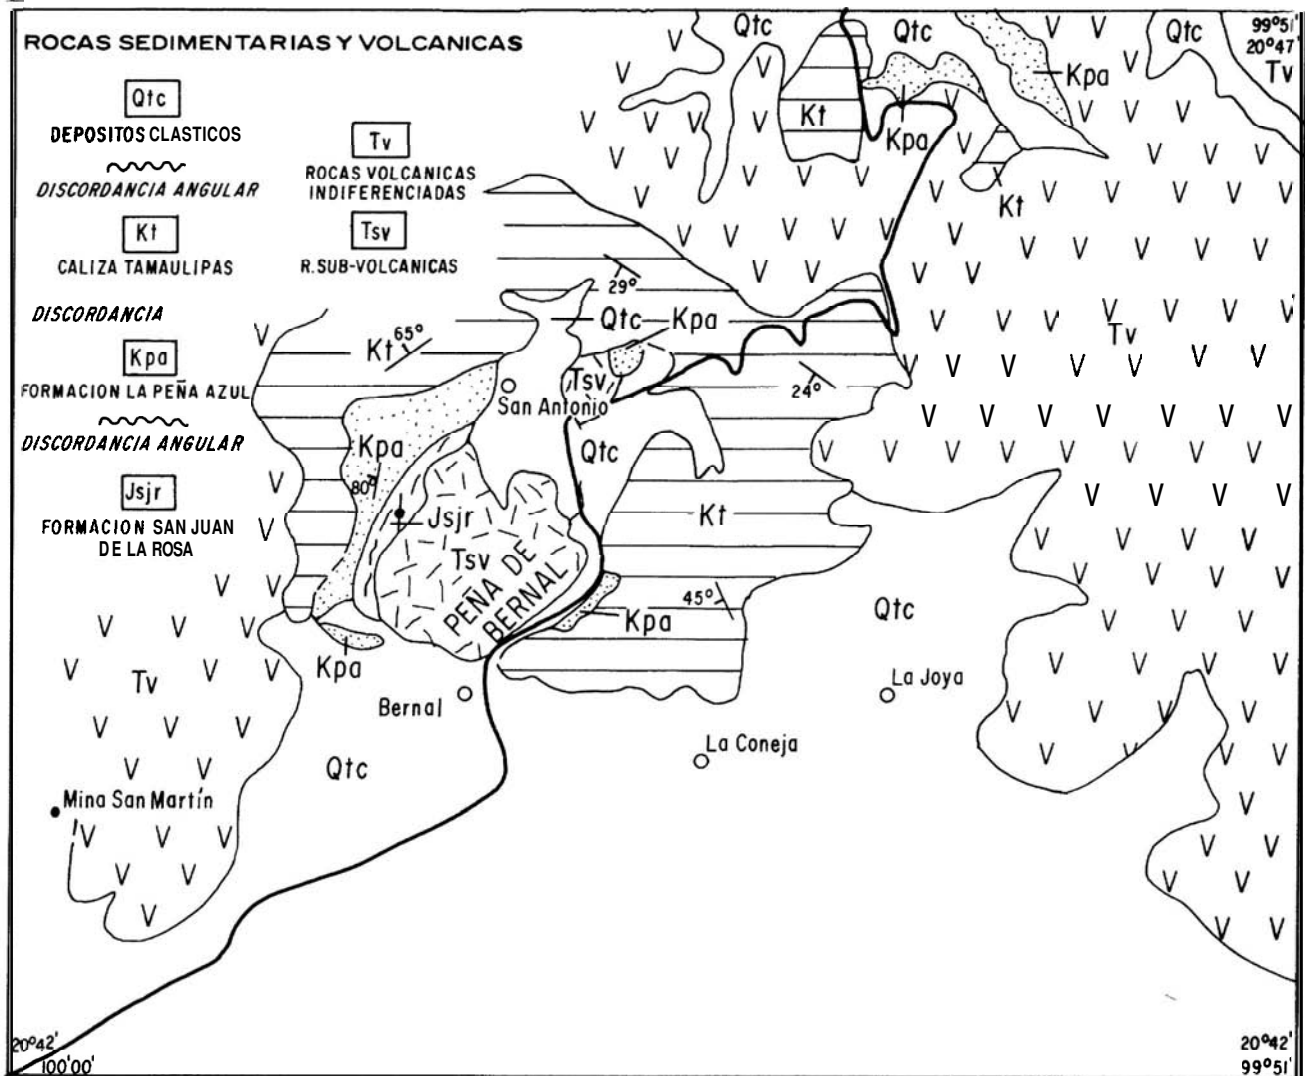 ROCAS SEDIMENTARIAS Y VOLCANICAS
Qtc
DEPOSITOS CLASTICOS
DISCORDANCIA ANGULAR
Kt
CALIZA TAMAULIPAS
DISCORDANCIA
Kpa
FORMACION LA PEÑA AZUL
DISCORDANCIA ANGULAR
Jsjr
FORMACION SAN JUAN
DE LA ROSA
Tv
ROCAS VOLCANICAS
INDIFERENCIADAS
Tsv
R.SUB-VOLCANICAS
Qtc
Qtc
Qtc
99°51'
20°47'
Tv
Kpa
Kt
Kpa
Kt
29°
Qtc
Kpa
Kt
65°
Tv
Tsv
24°
San Antonio
Kpa
Qtc
80°
Jsjr
Kt
Tsv
PEÑA DE
BERNAL
45°
Kpa
Qtc
Kpa
Tv
La Joya
Bernal
La Coneja
Qtc
Mina San Martín
20°42'
100'00'
20°42'
99°51'